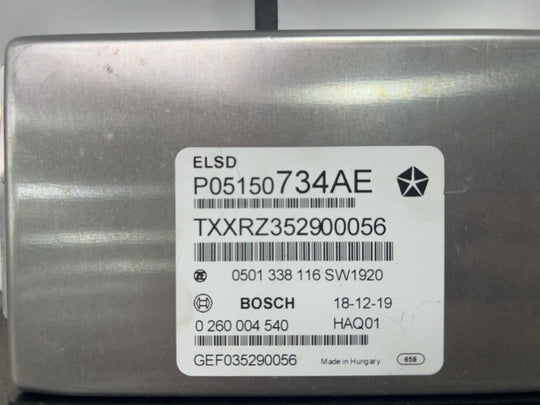 ELSD
P05150734AE
TXXRZ352900056
ZF 0501 338 116 SW1920
BOSCH 18-12-19
0 260 004 540 HAQ01
GEF035290056 Made in Hungary 658